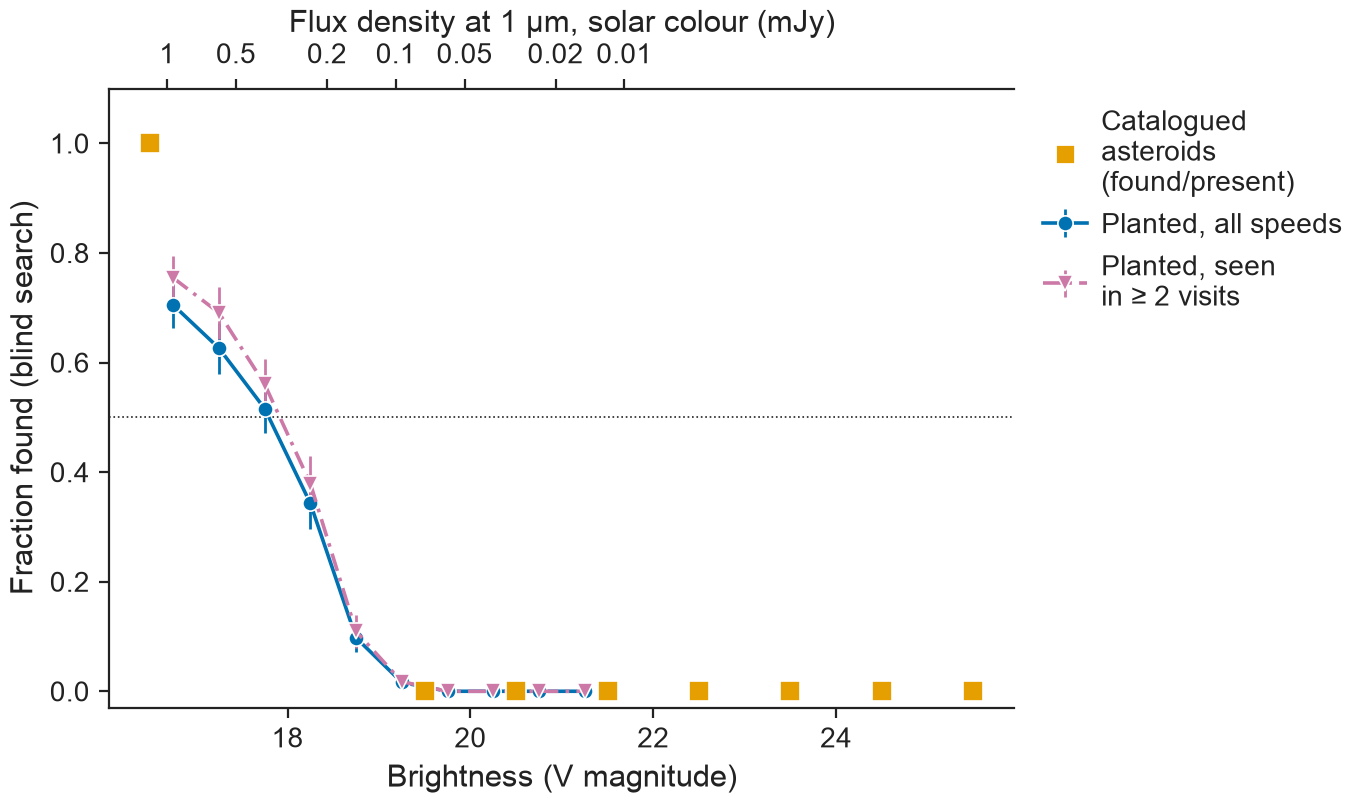 Flux density at 1 µm, solar colour (mJy)
1 0.5 0.2 0.1 0.05 0.02 0.01
Catalogued
asteroids
(found/present)
Planted, all speeds
Planted, seen
in ≥ 2 visits
Fraction found (blind search)
1.0
0.8
0.6
0.4
0.2
0.0
18 20 22 24
Brightness (V magnitude)